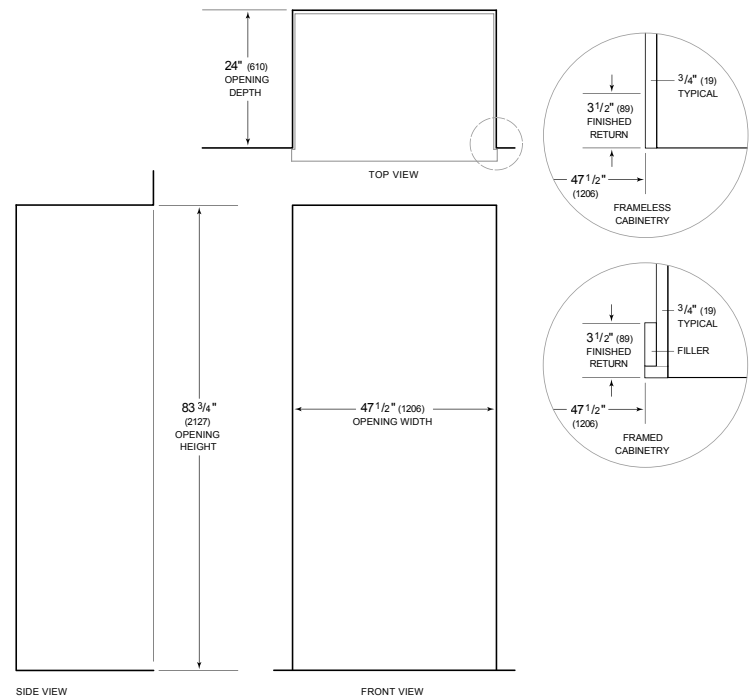 24" (610)
OPENING
DEPTH
TOP VIEW
3/4" (19)
TYPICAL
3 1/2" (89)
FINISHED
RETURN
47 1/2"
(1206)
FRAMELESS
CABINETRY
3/4" (19)
TYPICAL
3 1/2" (89)
FINISHED
RETURN
FILLER
47 1/2"
(1206)
FRAMED
CABINETRY
83 3/4"
(2127)
OPENING
HEIGHT
47 1/2" (1206)
OPENING WIDTH
SIDE VIEW
FRONT VIEW